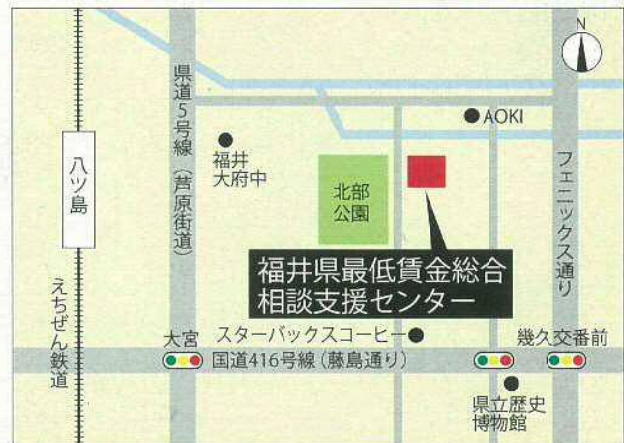 N
県道5号線（芦原街道）
AOKI
福井
大府中
八ツ島
北部
公園
フェニックス通り
福井県最低賃金総合
相談支援センター
えちぜん鉄道
大宮
スターバックスコーヒー
幾久交番前
国道416号線（藤島通り）
県立歴史
博物館